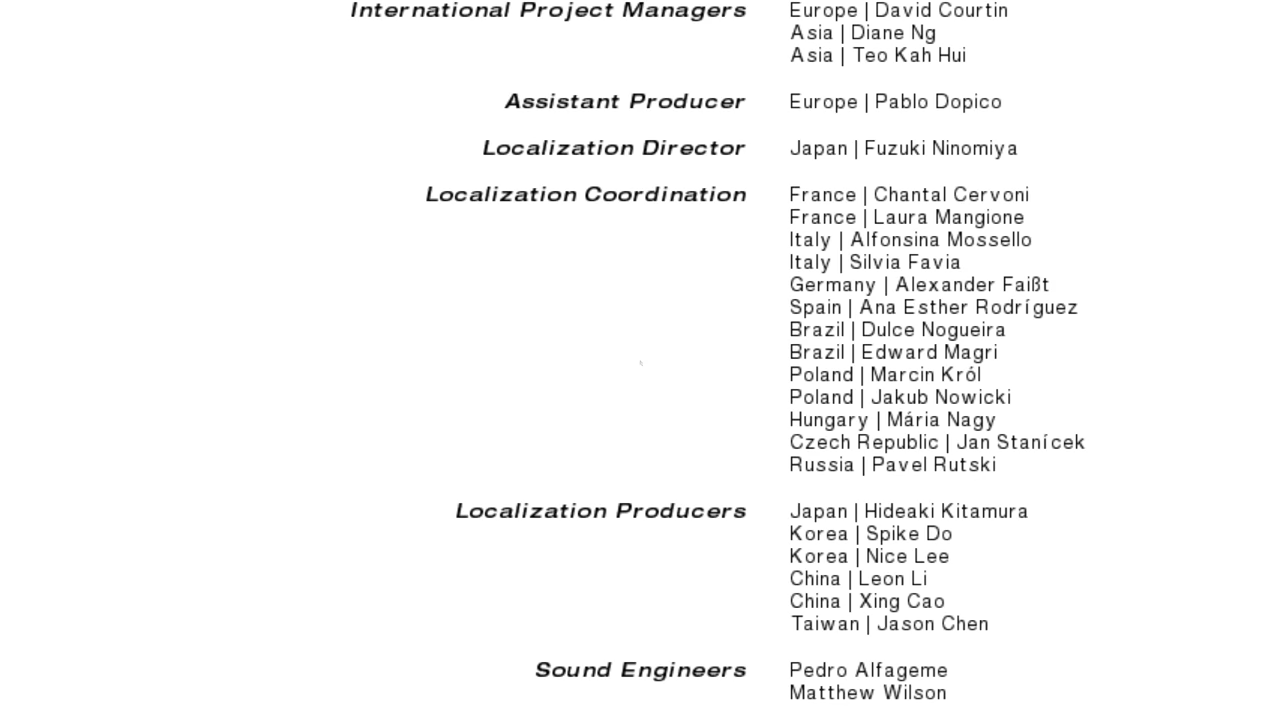 International Project Managers Europe | David Courtin
Asia | Diane Ng
Asia | Teo Kah Hui
Assistant Producer Europe | Pablo Dopico
Localization Director Japan | Fuzuki Ninomiya
Localization Coordination France | Chantal Cervoni
France | Laura Mangione
Italy | Alfonsina Mossello
Italy | Silvia Favia
Germany | Alexander Faißt
Spain | Ana Esther Rodríguez
Brazil | Dulce Nogueira
Brazil | Edward Magri
Poland | Marcin Król
Poland | Jakub Nowicki
Hungary | Mária Nagy
Czech Republic | Jan Stanícek
Russia | Pavel Rutski
Localization Producers Japan | Hideaki Kitamura
Korea | Spike Do
Korea | Nice Lee
China | Leon Li
China | Xing Cao
Taiwan | Jason Chen
Sound Engineers Pedro Alfageme
Matthew Wilson